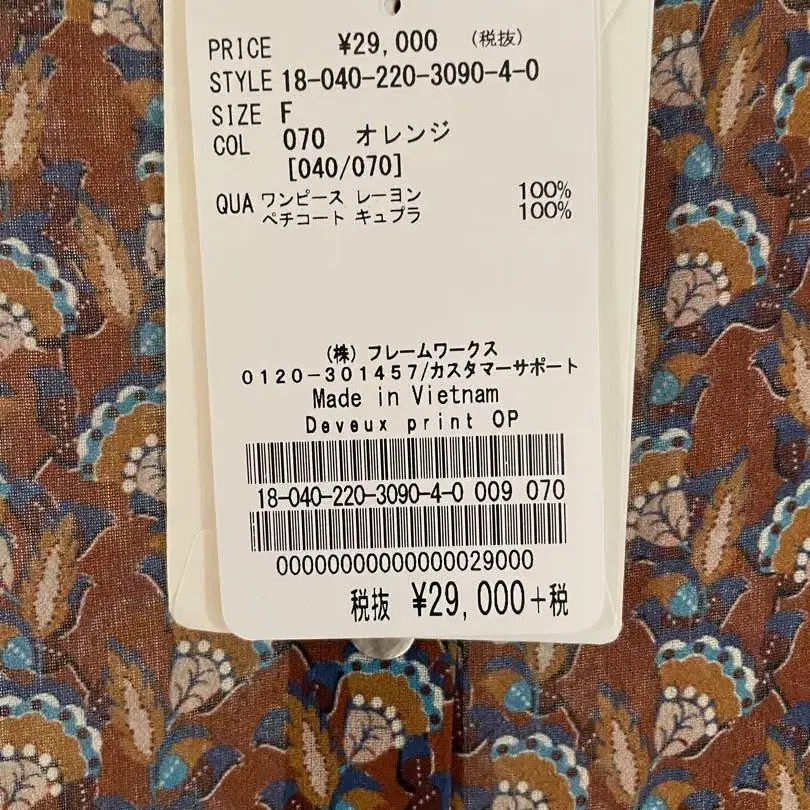 PRICE ¥29,000 (税抜)
STYLE 18-040-220-3090-4-0
SIZE F
COL 070 オレンジ
[040/070]
QUA ワンピース レーヨン 100%
ペチコート キュプラ 100%
(株) フレームワークス
0120-301457/カスタマーサポート
Made in Vietnam
Deveux print OP
18-040-220-3090-4-0 009 070
00000000000000029000
税抜 ¥29,000+税